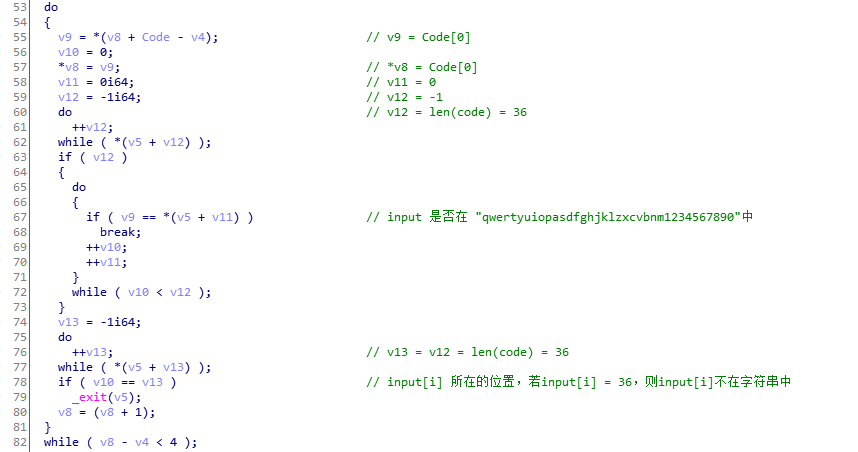 53 do
54 {
55 v9 = *(v8 + Code - v4); // v9 = Code[0]
56 v10 = 0;
57 *v8 = v9; // *v8 = Code[0]
58 v11 = 0i64; // v11 = 0
59 v12 = -1i64; // v12 = -1
60 do // v12 = len(code) = 36
61 ++v12;
62 while ( *(v5 + v12) );
63 if ( v12 )
64 {
65 do
66 {
67 if ( v9 == *(v5 + v11) ) // input 是否在 "qwertyuiopasdfghjklzxcvbnm1234567890"中
68 break;
69 ++v10;
70 ++v11;
71 }
72 while ( v10 < v12 );
73 }
74 v13 = -1i64;
75 do
76 ++v13; // v13 = v12 = len(code) = 36
77 while ( *(v5 + v13) );
78 if ( v10 == v13 ) // input[i] 所在的位置，若input[i] = 36，则input[i]不在字符串中
79 _exit(v5);
80 v8 = (v8 + 1);
81 }
82 while ( v8 - v4 < 4 );